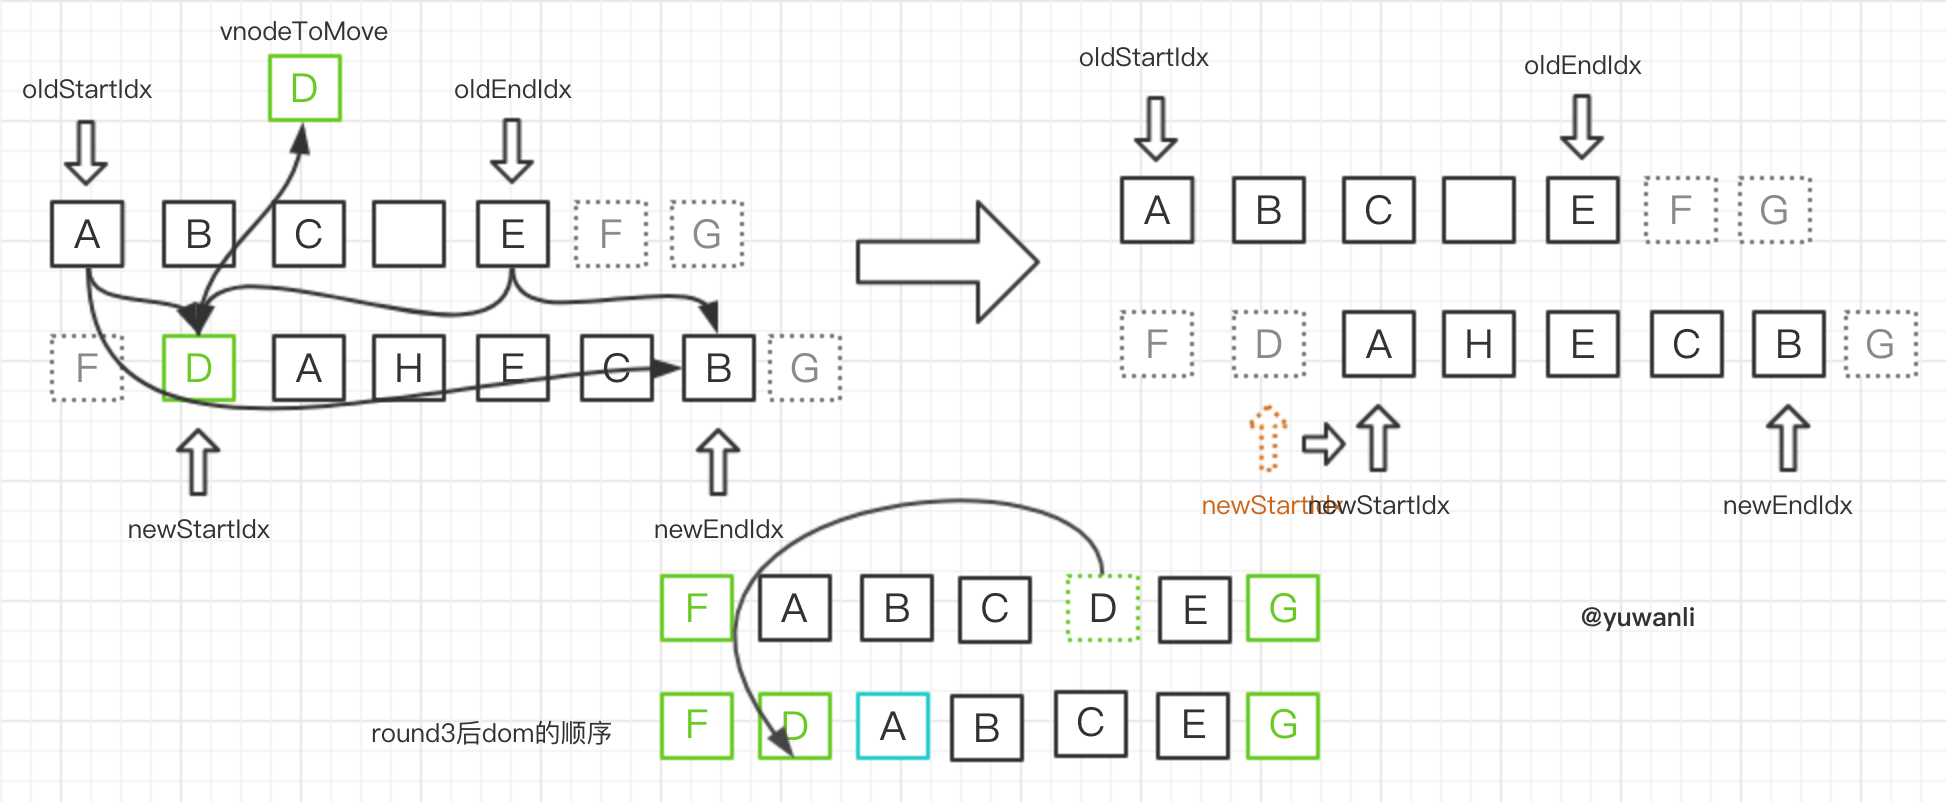 vnodeToMove
D
oldStartIdx
oldEndIdx
A B C E F G
F D A H E C B G
newStartIdx
newEndIdx
oldStartIdx
oldEndIdx
A B C E F G
F D A H E C B G
newStartIdx
newStartIdx
newEndIdx
F A B C D E G
@yuwanli
round3后dom的顺序
F D A B C E G